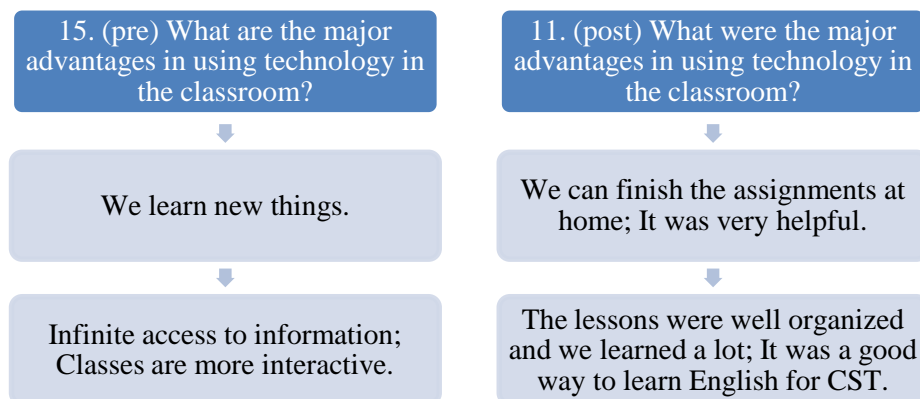 15. (pre) What are the major
advantages in using technology in
the classroom?
We learn new things.
Infinite access to information;
Classes are more interactive.
11. (post) What were the major
advantages in using technology in
the classroom?
We can finish the assignments at
home; It was very helpful.
The lessons were well organized
and we learned a lot; It was a good
way to learn English for CST.